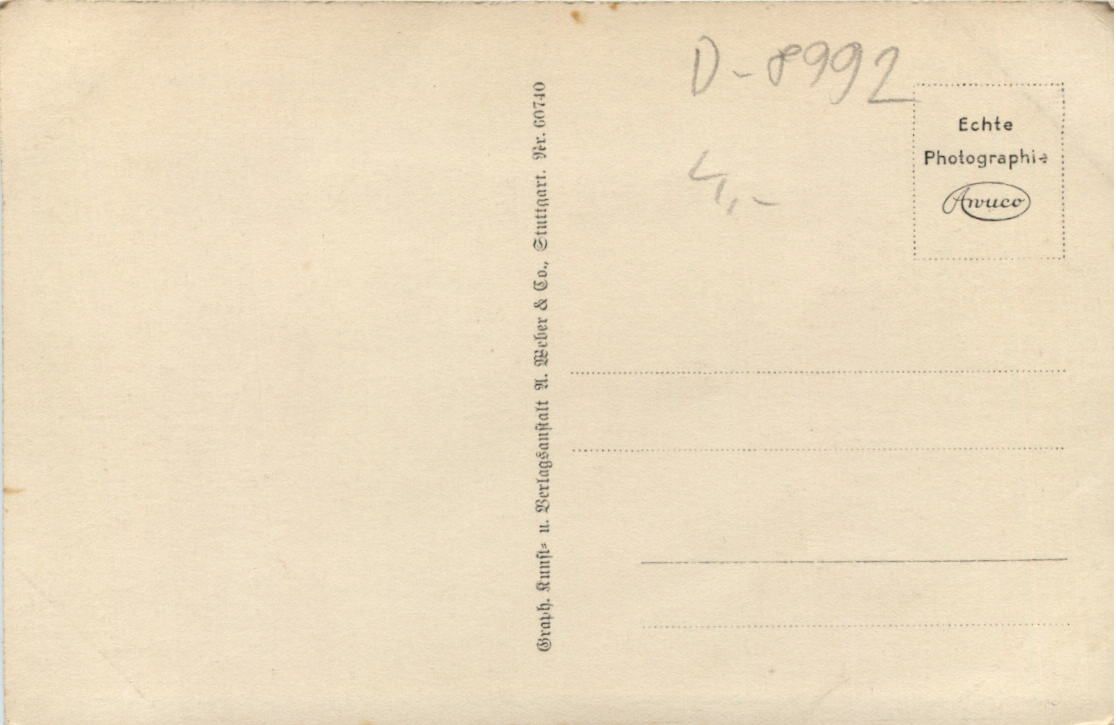 D-8992
4,-
Echte
Photographie
Awuco
Graph. Kunst- u. Verlagsanstalt A. Weber & Co., Stuttgart. Nr. 60740